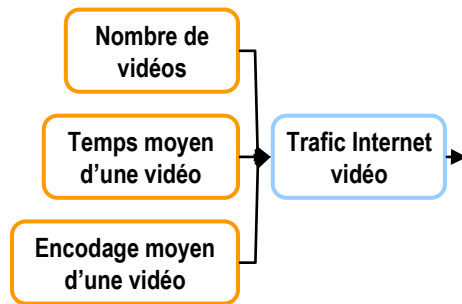 Nombre de
vidéos
Temps moyen
d'une vidéo
Trafic Internet
vidéo
Encodage moyen
d'une vidéo